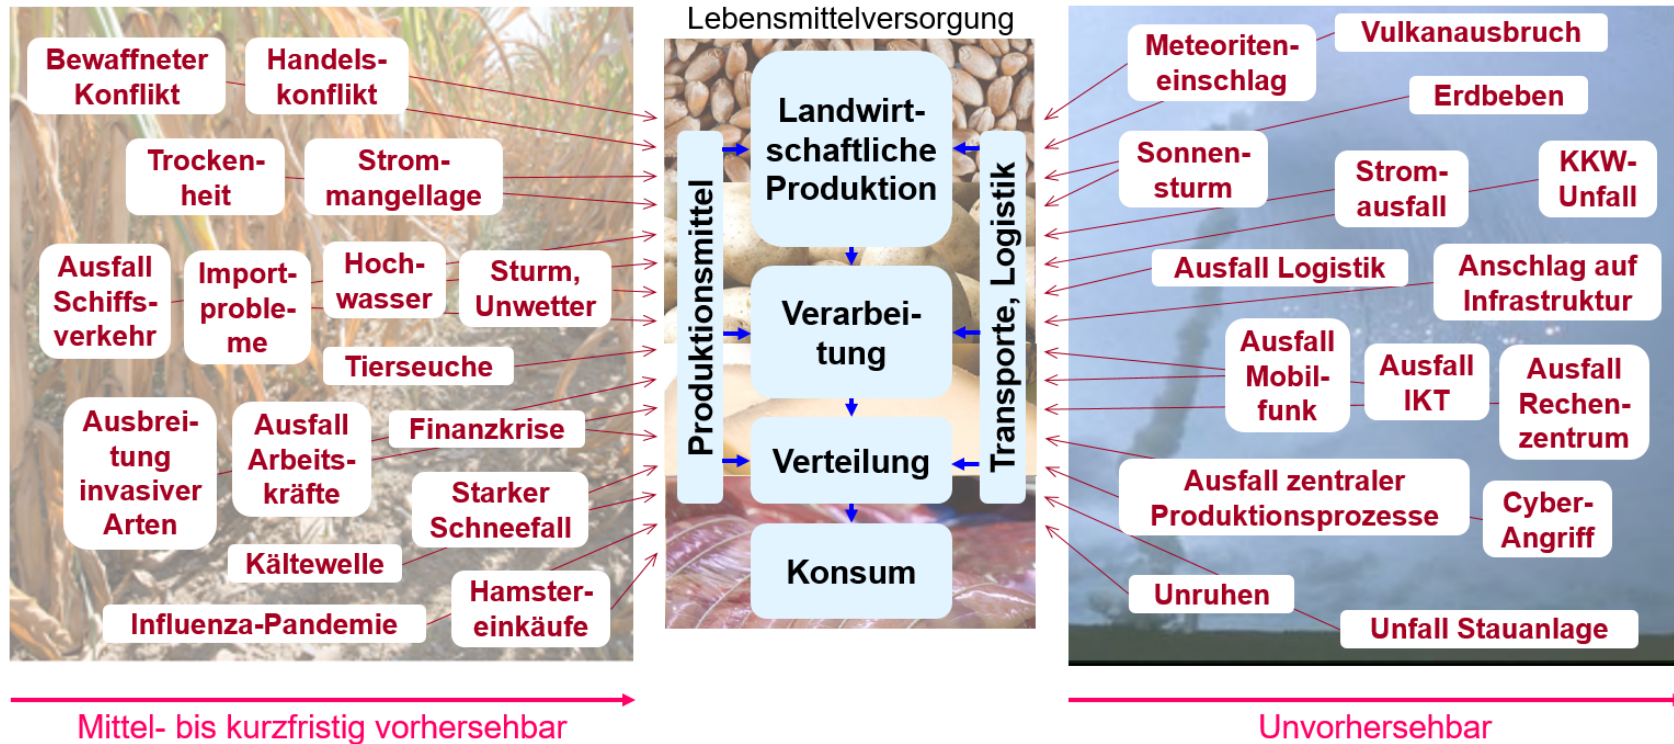 Lebensmittelversorgung
Bewaffneter
Konflikt
Handels-
konflikt
Trocken-
heit
Strom-
mangellage
Ausfall
Schiffs-
verkehr
Import-
proble-
me
Hoch-
wasser
Sturm,
Unwetter
Tierseuche
Ausbrei-
tung
invasiver
Arten
Ausfall
Arbeits-
kräfte
Finanzkrise
Starker
Schneefall
Kältewelle
Hamster-
einkäufe
Influenza-Pandemie
Mittel- bis kurzfristig vorhersehbar
Produktionsmittel
Landwirt-
schaftliche
Produktion
Verarbei-
tung
Verteilung
Konsum
Transporte, Logistik
Meteoriten-
einschlag
Vulkanausbruch
Erdbeben
Sonnen-
sturm
Strom-
ausfall
KKW-
Unfall
Ausfall Logistik
Anschlag auf
Infrastruktur
Ausfall
Mobil-
funk
Ausfall
IKT
Ausfall
Rechen-
zentrum
Ausfall zentraler
Produktionsprozesse
Cyber-
Angriff
Unruhen
Unfall Stauanlage
Unvorhersehbar